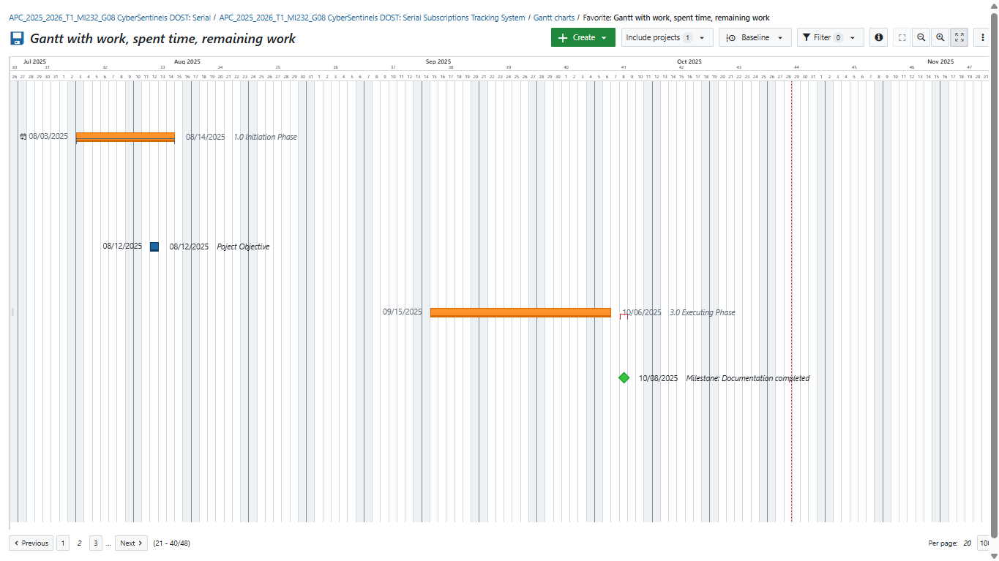 APC_2025_2026_T1_MI232_G08 CyberSentinels DOST: Serial / APC_2025_2026_T1_MI232_G08 CyberSentinels DOST: Serial Subscriptions Tracking System / Gantt charts / Favorite: Gantt with work, spent time, remaining work
Gantt with work, spent time, remaining work
Create
Include projects 1
Baseline
Filter 0
Jul 2025 Aug 2025 Sep 2025 Oct 2025 Nov 2025
30 31 32 33 34 35 36 37 38 39 40 41 42 43 44 45 46 47
26 27 28 29 30 31 1 2 3 4 5 6 7 8 9 10 11 12 13 14 15 16 17 18 19 20 21 22 23 24 25 26 27 28 29 30 31 1 2 3 4 5 6 7 8 9 10 11 12 13 14 15 16 17 18 19 20 21 22 23 24 25 26 27 28 29 30 1 2 3 4 5 6 7 8 9 10 11 12 13 14 15 16 17 18 19 20 21 22 23 24 25 26 27 28 29 30 31 1 2 3 4 5 6 7 8 9 10 11 12 13 14 15 16 17 18 19 20 21
08/03/2025 08/14/2025 1.0 Initiation Phase
08/12/2025 08/12/2025 Poject Objective
09/15/2025 10/06/2025 3.0 Executing Phase
10/08/2025 Milestone: Documentation completed
Previous 1 2 3 ... Next (21 - 40/48)
Per page: 20 100